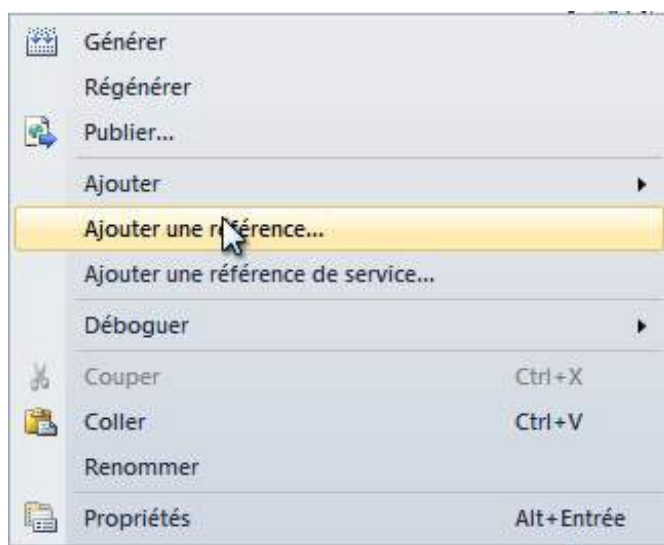 Générer
Régénérer
Publier...
Ajouter
Ajouter une référence...
Ajouter une référence de service...
Déboguer
Couper Ctrl+X
Coller Ctrl+V
Renommer
Propriétés Alt+Entrée